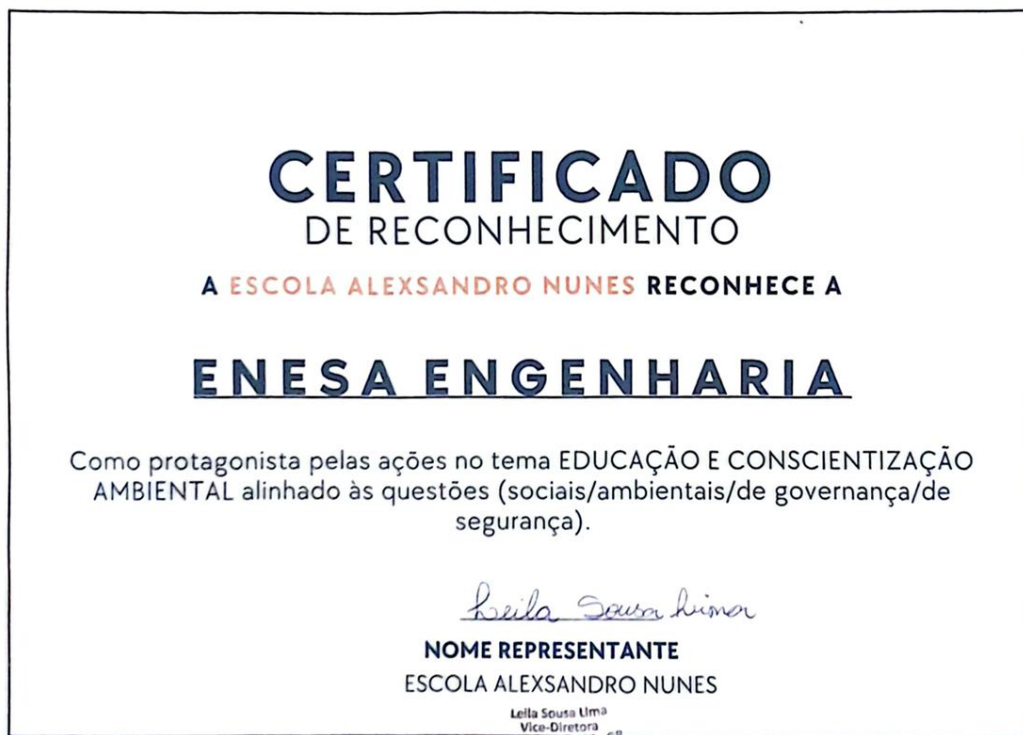 CERTIFICADO
DE RECONHECIMENTO
A ESCOLA ALEXSANDRO NUNES RECONHECE A
ENESA ENGENHARIA
Como protagonista pelas ações no tema EDUCAÇÃO E CONSCIENTIZAÇÃO
AMBIENTAL alinhado às questões (sociais/ambientais/de governança/de
segurança).
Leila Sousa Lima
NOME REPRESENTANTE
ESCOLA ALEXSANDRO NUNES
Leila Sousa Lima
Vice-Diretora